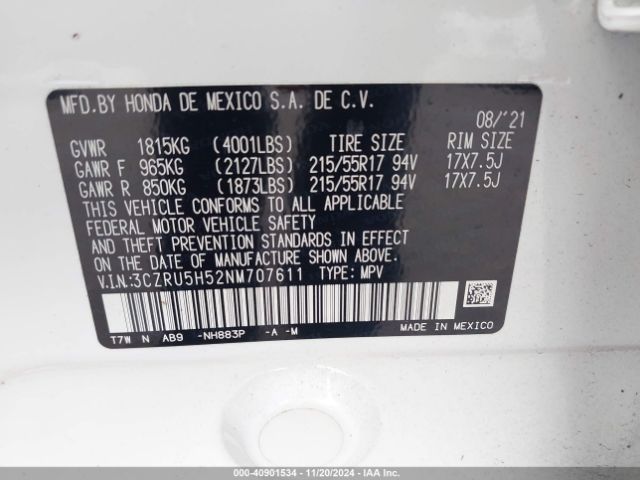 MFD.BY HONDA DE MEXICO S.A. DE C.V.
08/'21
GVWR 1815KG (4001LBS) TIRE SIZE RIM SIZE
GAWR F 965KG (2127LBS) 215/55R17 94V 17X7.5J
GAWR R 850KG (1873LBS) 215/55R17 94V 17X7.5J
THIS VEHICLE CONFORMS TO ALL APPLICABLE
FEDERAL MOTOR VEHICLE SAFETY
AND THEFT PREVENTION STANDARDS IN EFFECT
ON THE DATE OF MANUFACTURE SHOWN ABOVE.
V.I.N:3CZRU5H52NM707611 TYPE: MPV
T7W N AB9 -NH883P -A -M
MADE IN MEXICO
000-40901534 | 11/20/2024 - iaai.com